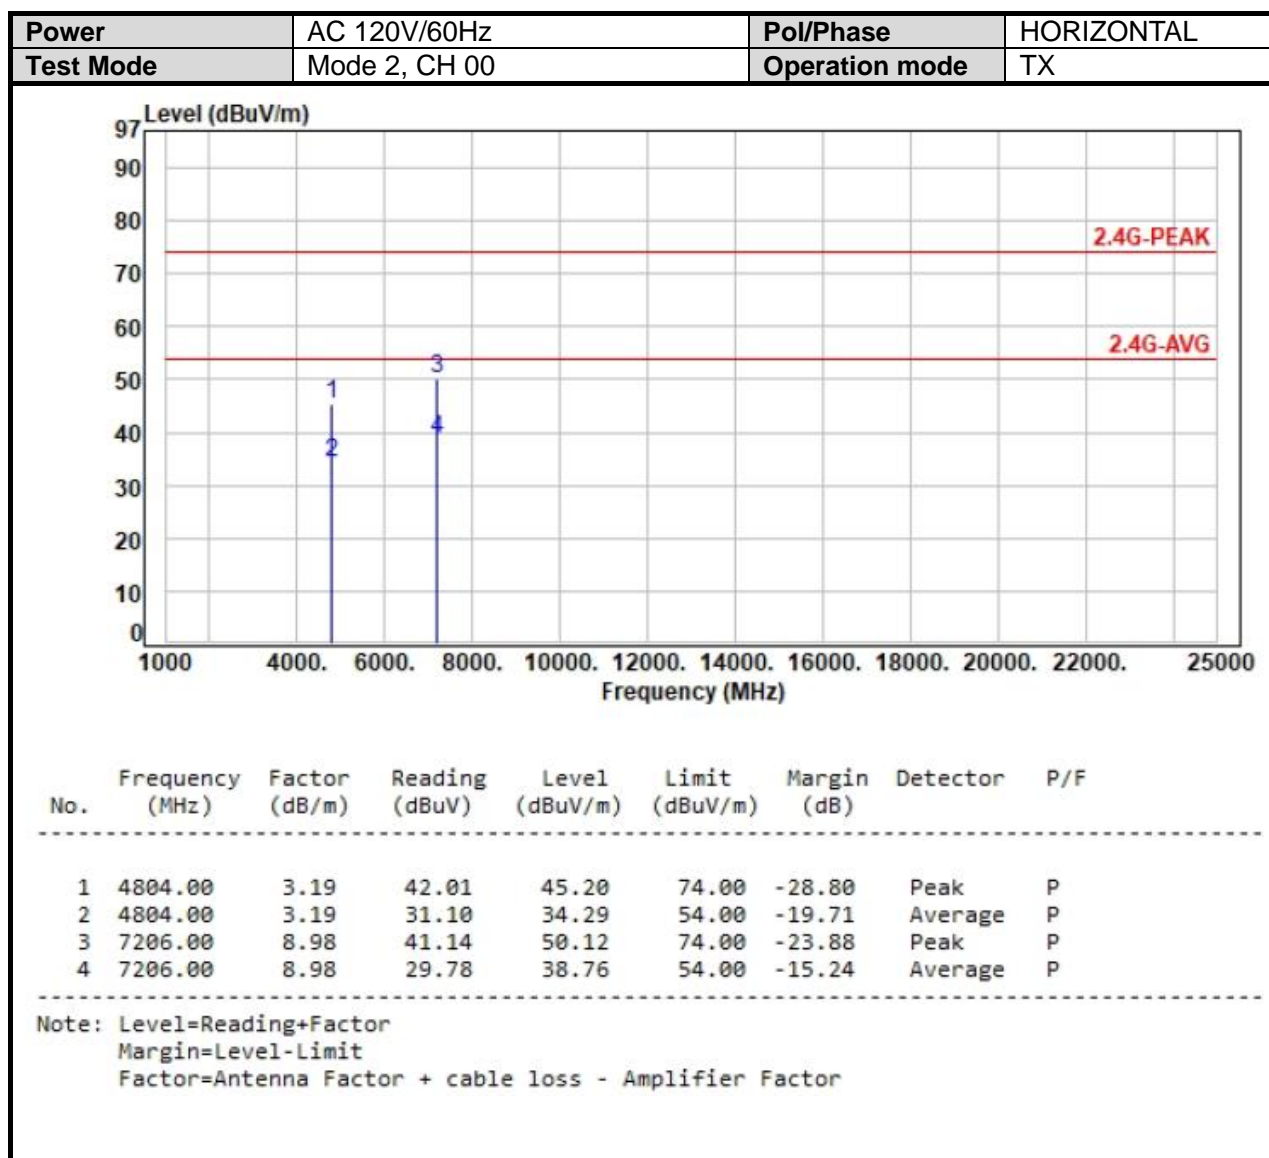 Power AC 120V/60Hz Pol/Phase HORIZONTAL
Test Mode Mode 2, CH 00 Operation mode TX
Level (dBuV/m)
97
90
80
2.4G-PEAK
70
60
2.4G-AVG
3
50
1
4
40
2
30
20
10
0
1000 4000. 6000. 8000. 10000. 12000. 14000. 16000. 18000. 20000. 22000. 25000
Frequency (MHz)
Frequency Factor Reading Level Limit Margin Detector P/F
No. (MHz) (dB/m) (dBuV) (dBuV/m) (dBuV/m) (dB)
1 4804.00 3.19 42.01 45.20 74.00 -28.80 Peak P
2 4804.00 3.19 31.10 34.29 54.00 -19.71 Average P
3 7206.00 8.98 41.14 50.12 74.00 -23.88 Peak P
4 7206.00 8.98 29.78 38.76 54.00 -15.24 Average P
Note: Level=Reading+Factor
Margin=Level-Limit
Factor=Antenna Factor + cable loss - Amplifier Factor